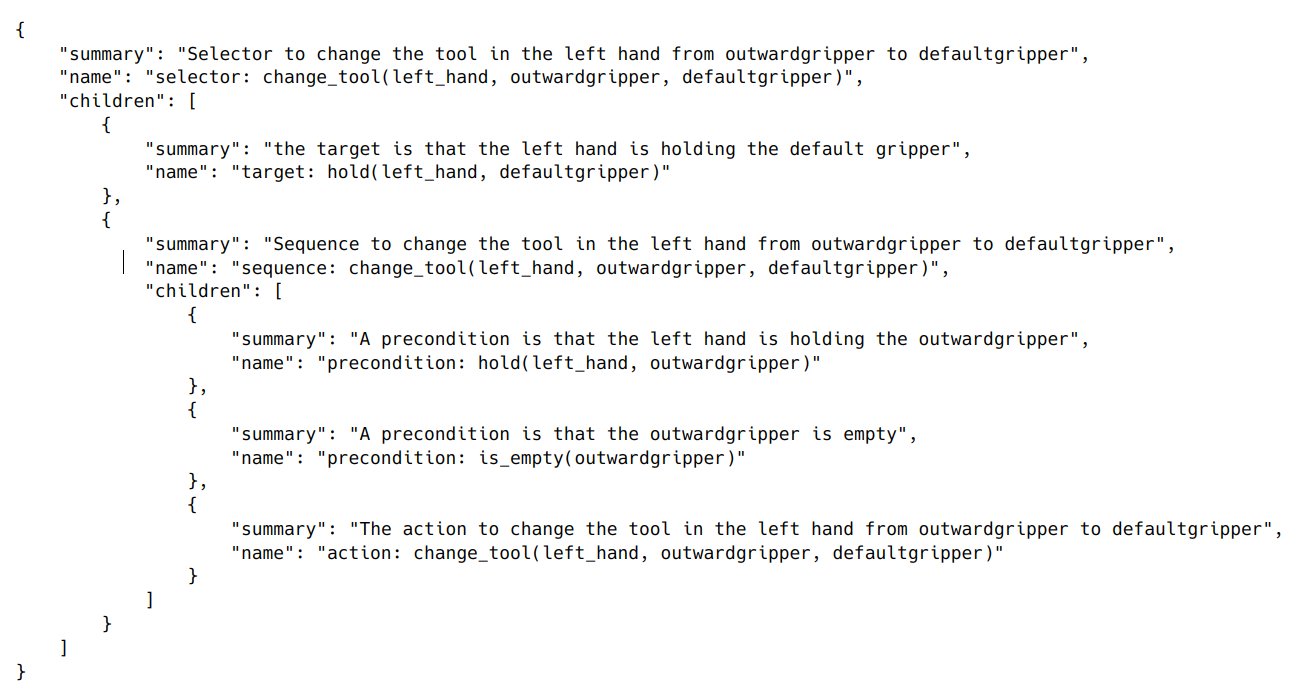 {
    "summary": "Selector to change the tool in the left hand from outwardgripper to defaultgripper",
    "name": "selector: change_tool(left_hand, outwardgripper, defaultgripper)",
    "children": [
        {
            "summary": "the target is that the left hand is holding the default gripper",
            "name": "target: hold(left_hand, defaultgripper)"
        },
        {
            "summary": "Sequence to change the tool in the left hand from outwardgripper to defaultgripper",
            "name": "sequence: change_tool(left_hand, outwardgripper, defaultgripper)",
            "children": [
                {
                    "summary": "A precondition is that the left hand is holding the outwardgripper",
                    "name": "precondition: hold(left_hand, outwardgripper)"
                },
                {
                    "summary": "A precondition is that the outwardgripper is empty",
                    "name": "precondition: is_empty(outwardgripper)"
                },
                {
                    "summary": "The action to change the tool in the left hand from outwardgripper to defaultgripper",
                    "name": "action: change_tool(left_hand, outwardgripper, defaultgripper)"
                }
            ]
        }
    ]
}